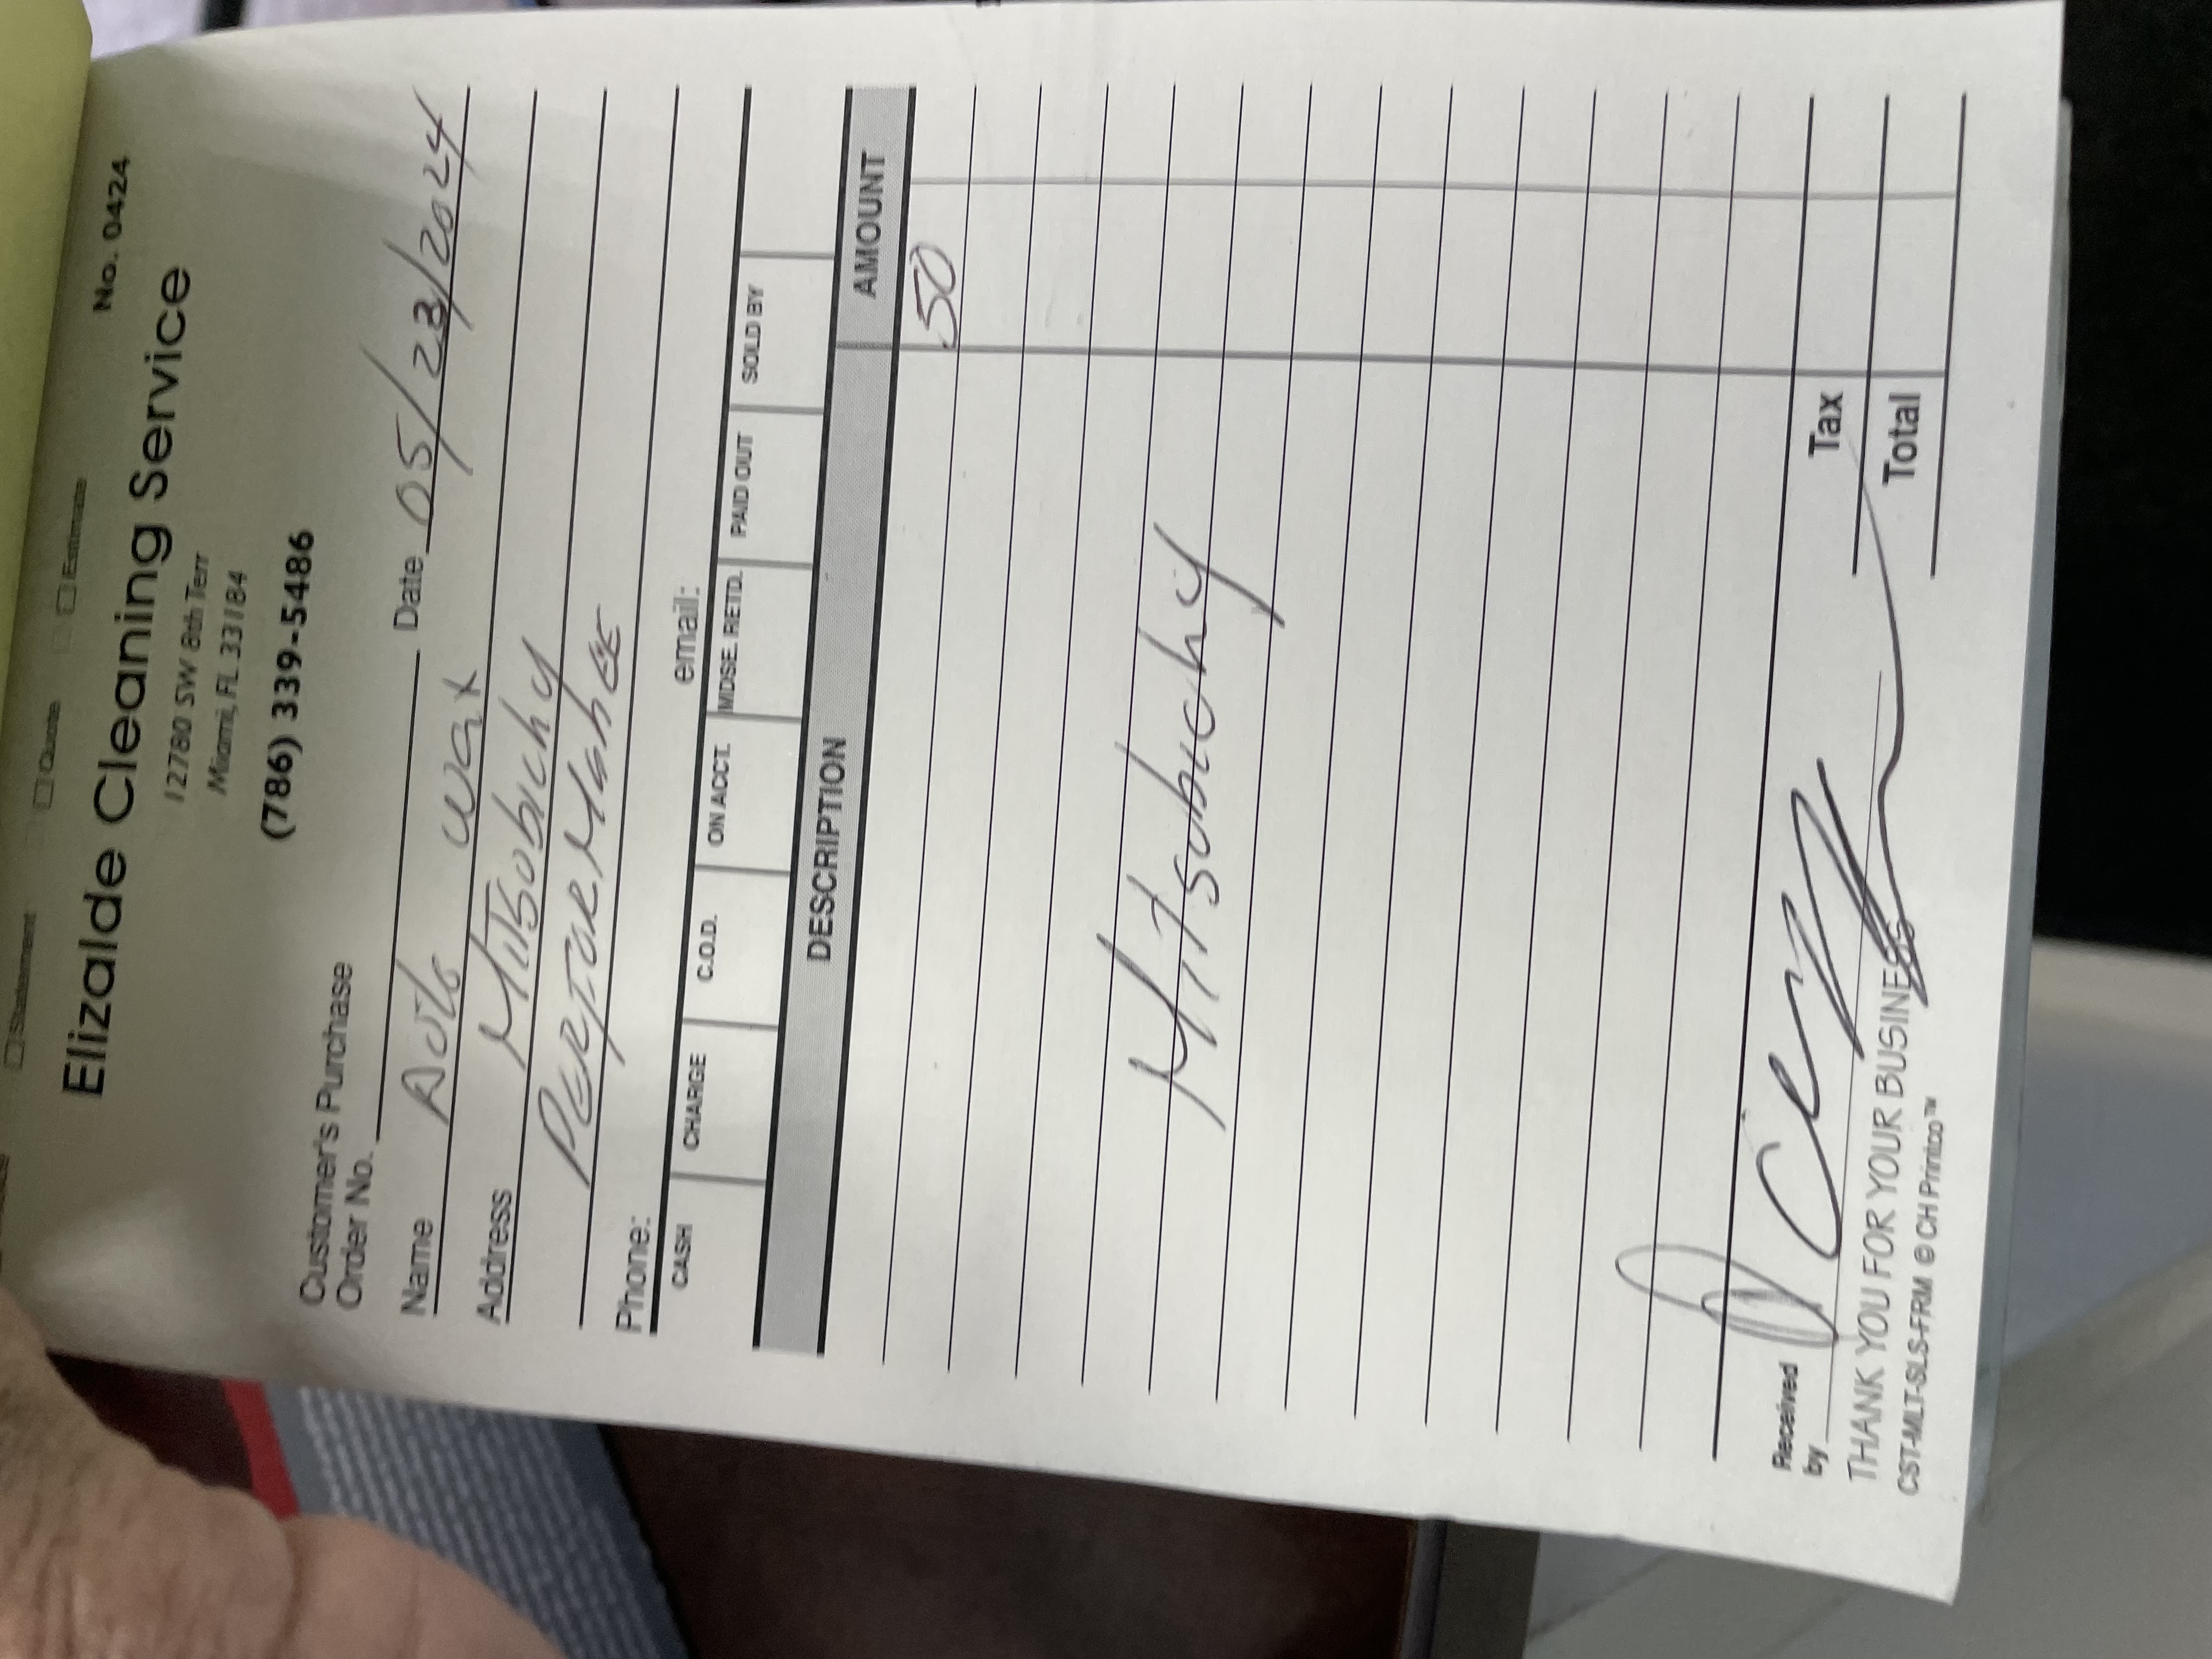 ☐ Statement ☐ Quote ☐ Estimate
No. 0424
Elizalde Cleaning Service
12780 SW 8th Terr
Miami, FL 33184
(786) 339-5486
Customer's Purchase
Order No. Date 05/28/2024
Name Auto Wax
Address Mitsobichy
Phone: email:
CASH CHARGE C.O.D. ON ACCT. MDSE. RETD. PAID OUT SOLD BY
DESCRIPTION AMOUNT
50
Mitsobichy
Tax
Received
by
Total
THANK YOU FOR YOUR BUSINESS
CST-MLT-SLS-FRM © CH Printco™